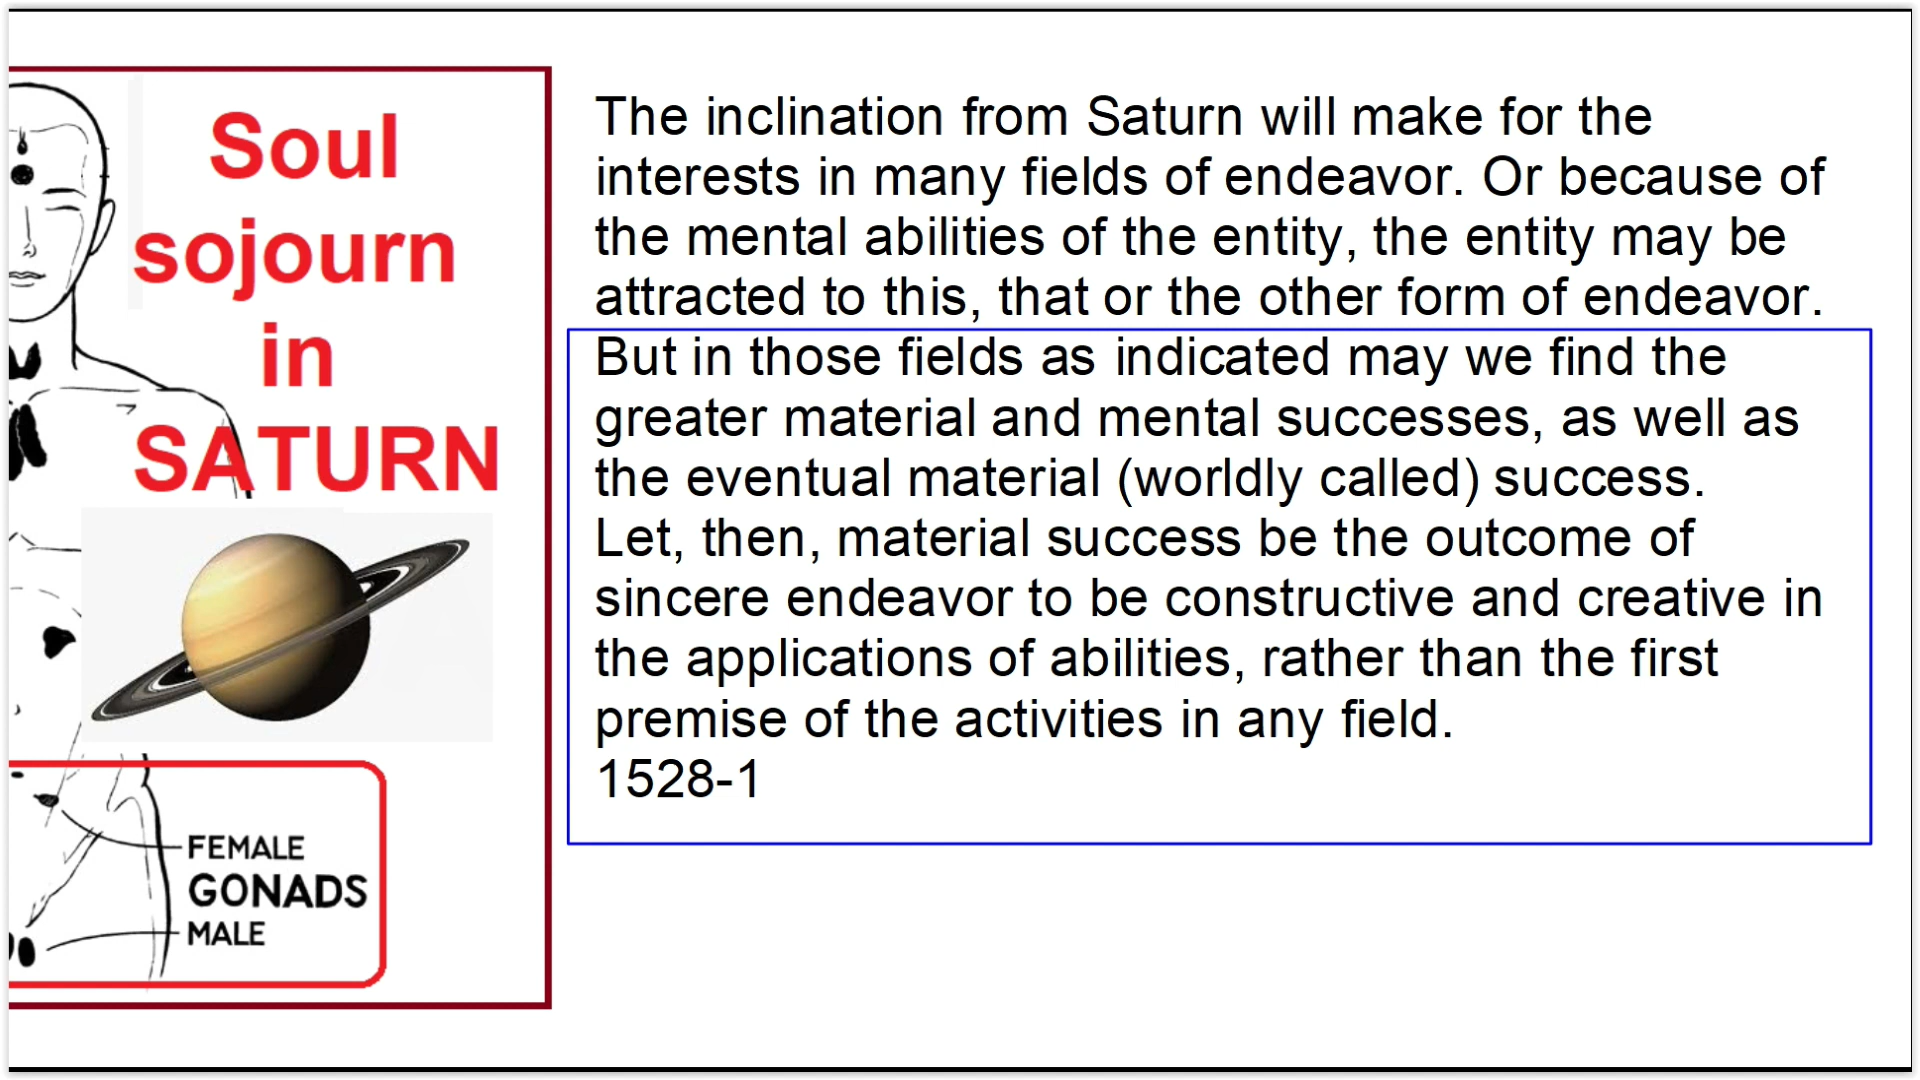 Soul
sojourn
in
SATURN
FEMALE
GONADS
MALE
The inclination from Saturn will make for the
interests in many fields of endeavor. Or because of
the mental abilities of the entity, the entity may be
attracted to this, that or the other form of endeavor.
But in those fields as indicated may we find the
greater material and mental successes, as well as
the eventual material (worldly called) success.
Let, then, material success be the outcome of
sincere endeavor to be constructive and creative in
the applications of abilities, rather than the first
premise of the activities in any field.
1528-1